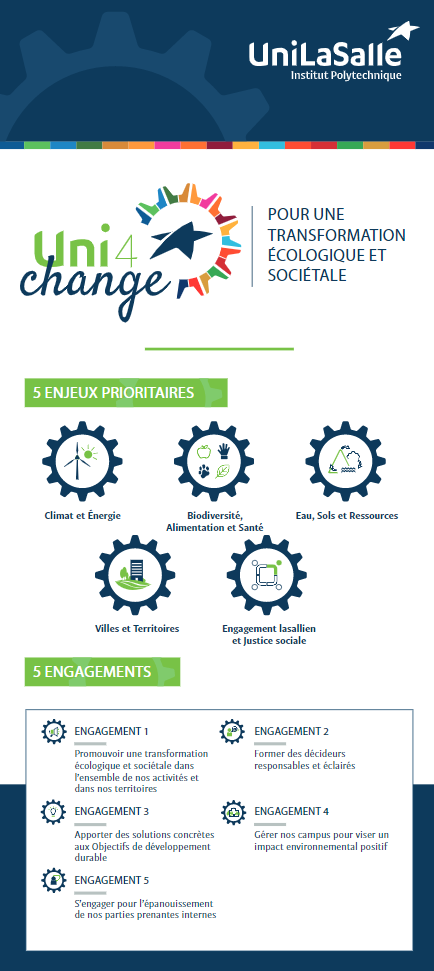 UniLaSalle
Institut Polytechnique
Uni4
change
POUR UNE
TRANSFORMATION
ÉCOLOGIQUE ET
SOCIÉTALE
5 ENJEUX PRIORITAIRES
Climat et Énergie
Biodiversité,
Alimentation et Santé
Eau, Sols et Ressources
Villes et Territoires
Engagement lasallien
et Justice sociale
5 ENGAGEMENTS
ENGAGEMENT 1
Promouvoir une transformation
écologique et sociétale dans
l'ensemble de nos activités et
dans nos territoires
ENGAGEMENT 2
Former des décideurs
responsables et éclairés
ENGAGEMENT 3
Apporter des solutions concrètes
aux Objectifs de développement
durable
ENGAGEMENT 4
Gérer nos campus pour viser un
impact environnemental positif
ENGAGEMENT 5
S'engager pour l'épanouissement
de nos parties prenantes internes